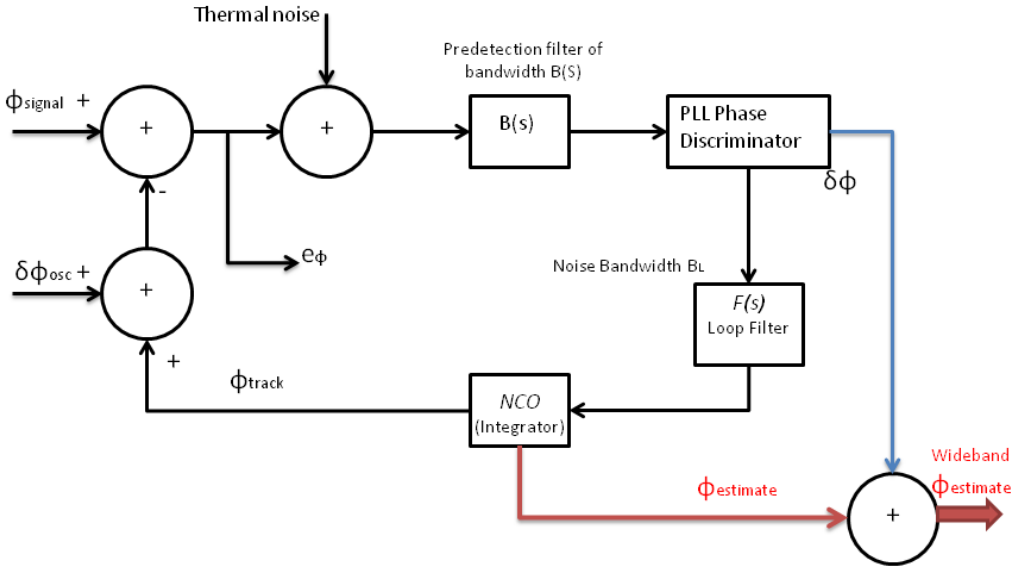 Thermal noise
Predetection filter of
bandwidth B(S)
ϕsignal +
+
+
B(s)
PLL Phase
Discriminator
δϕ
-
eϕ
δϕosc +
+
Noise Bandwidth BL
F(s)
Loop Filter
+
ϕtrack
NCO
(Integrator)
ϕestimate
Wideband
ϕestimate
+